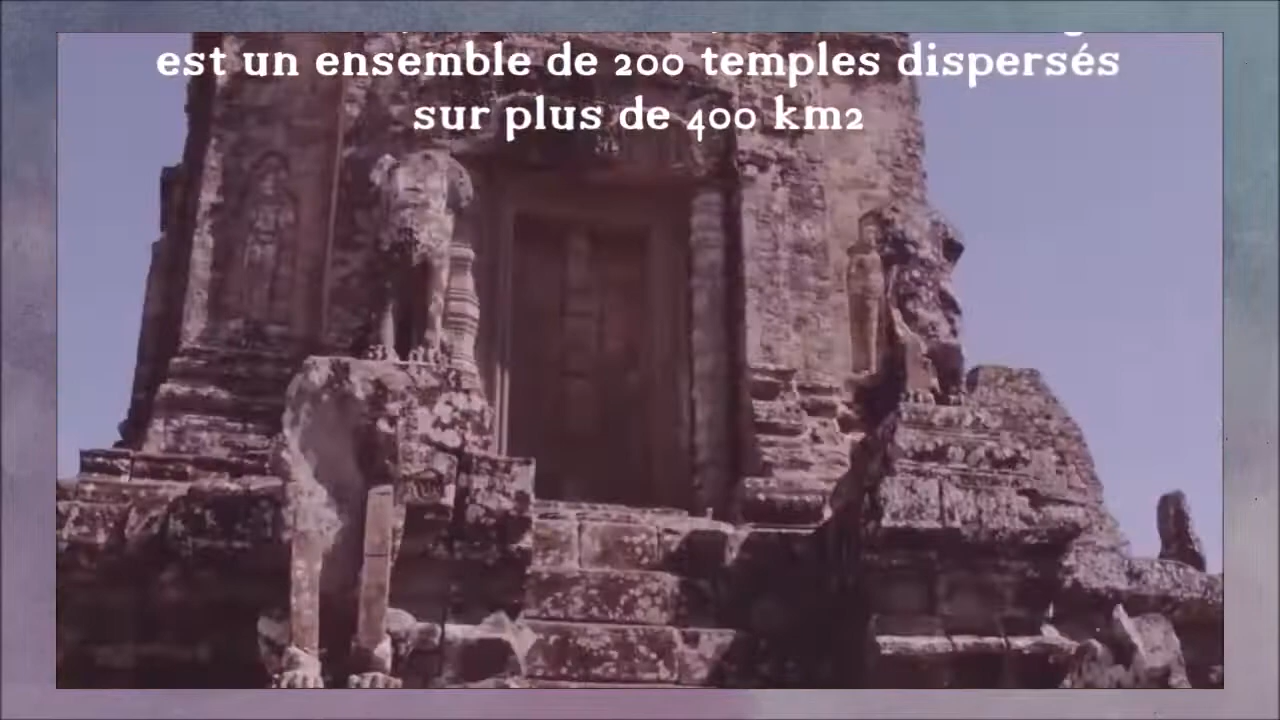 est un ensemble de 200 temples dispersés
sur plus de 400 km2